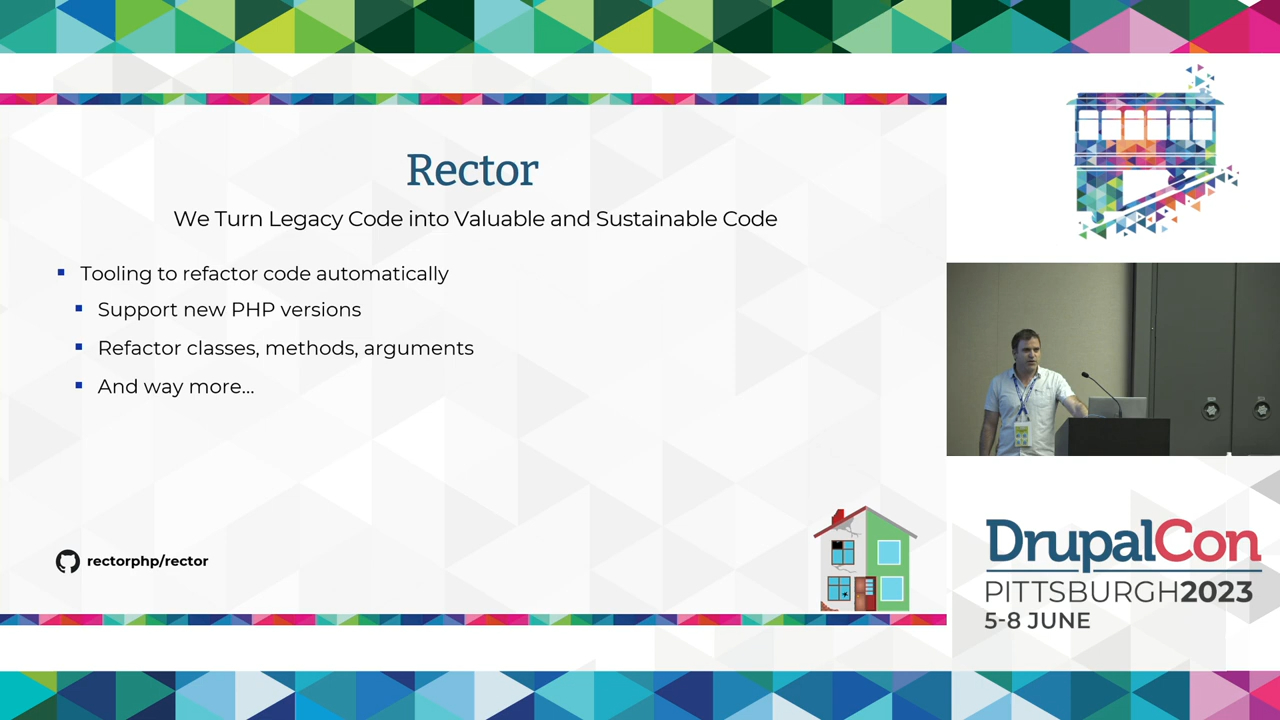 Rector
We Turn Legacy Code into Valuable and Sustainable Code
Tooling to refactor code automatically
Support new PHP versions
Refactor classes, methods, arguments
And way more...
rectorphp/rector
DrupalCon
PITTSBURGH2023
5-8 JUNE